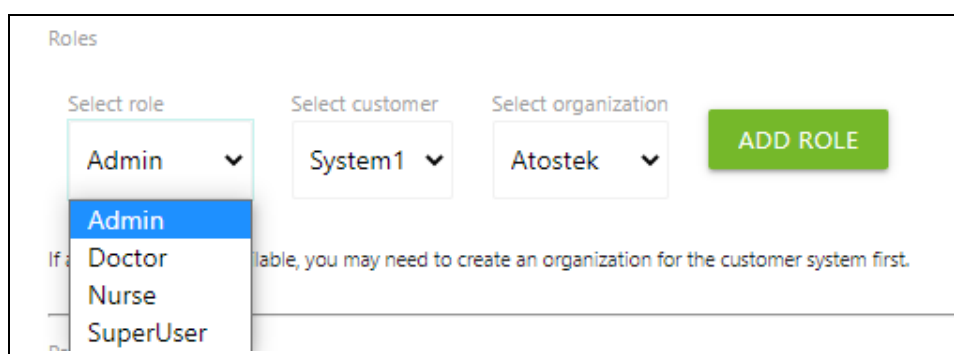 Roles
Select role Select customer Select organization
Admin System1 Atostek ADD ROLE
Admin
Doctor
If able, you may need to create an organization for the customer system first.
Nurse
SuperUser